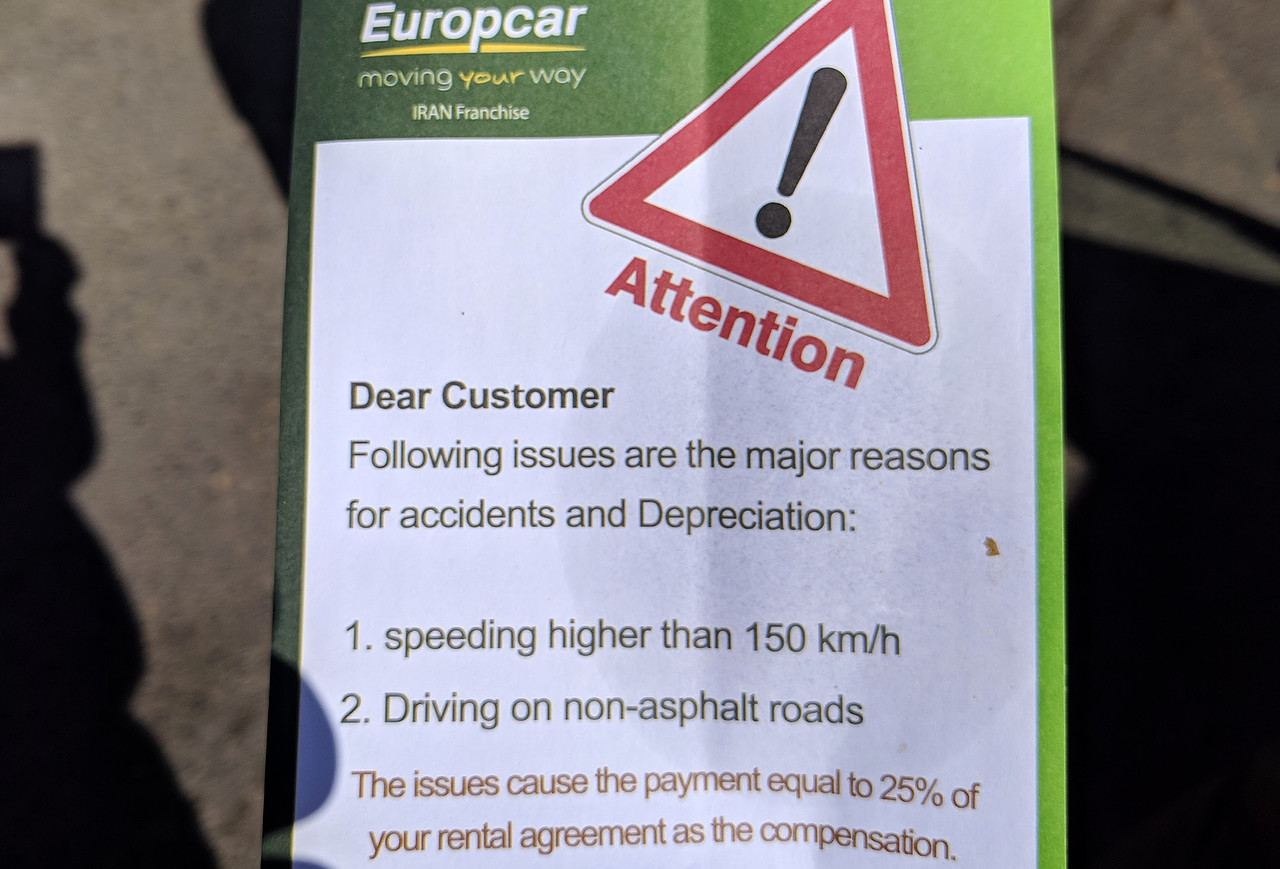 Europcar
moving your way
IRAN Franchise
Attention
Dear Customer
Following issues are the major reasons
for accidents and Depreciation:
1. speeding higher than 150 km/h
2. Driving on non-asphalt roads
The issues cause the payment equal to 25% of
your rental agreement as the compensation.